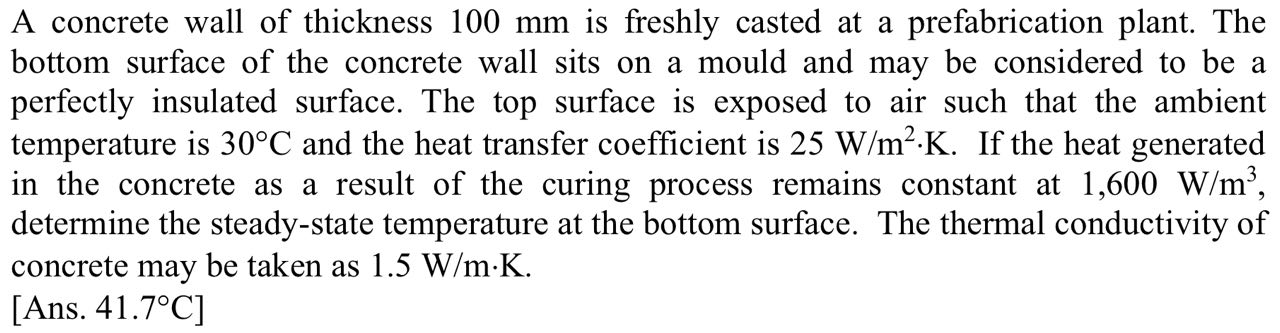 A concrete wall of thickness 100 mm is freshly casted at a prefabrication plant. The
bottom surface of the concrete wall sits on a mould and may be considered to be a
perfectly insulated surface. The top surface is exposed to air such that the ambient
temperature is 30°C and the heat transfer coefficient is 25 W/m²·K. If the heat generated
in the concrete as a result of the curing process remains constant at 1,600 W/m³,
determine the steady-state temperature at the bottom surface. The thermal conductivity of
concrete may be taken as 1.5 W/m·K.
[Ans. 41.7°C]